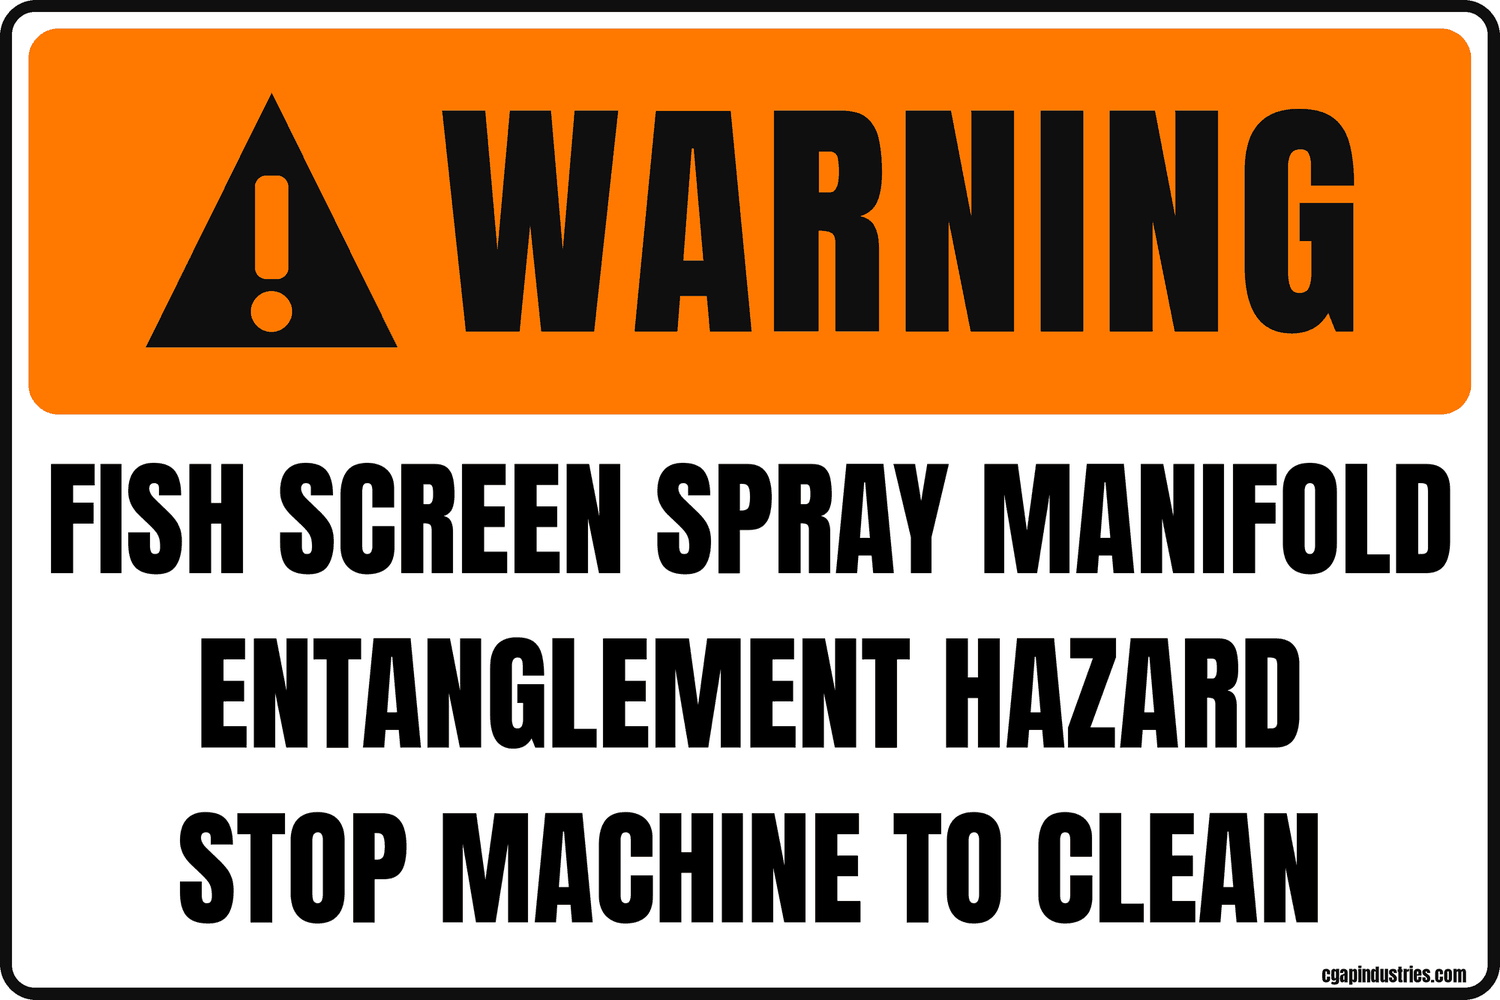 WARNING
FISH SCREEN SPRAY MANIFOLD
ENTANGLEMENT HAZARD
STOP MACHINE TO CLEAN
cgapindustries.com